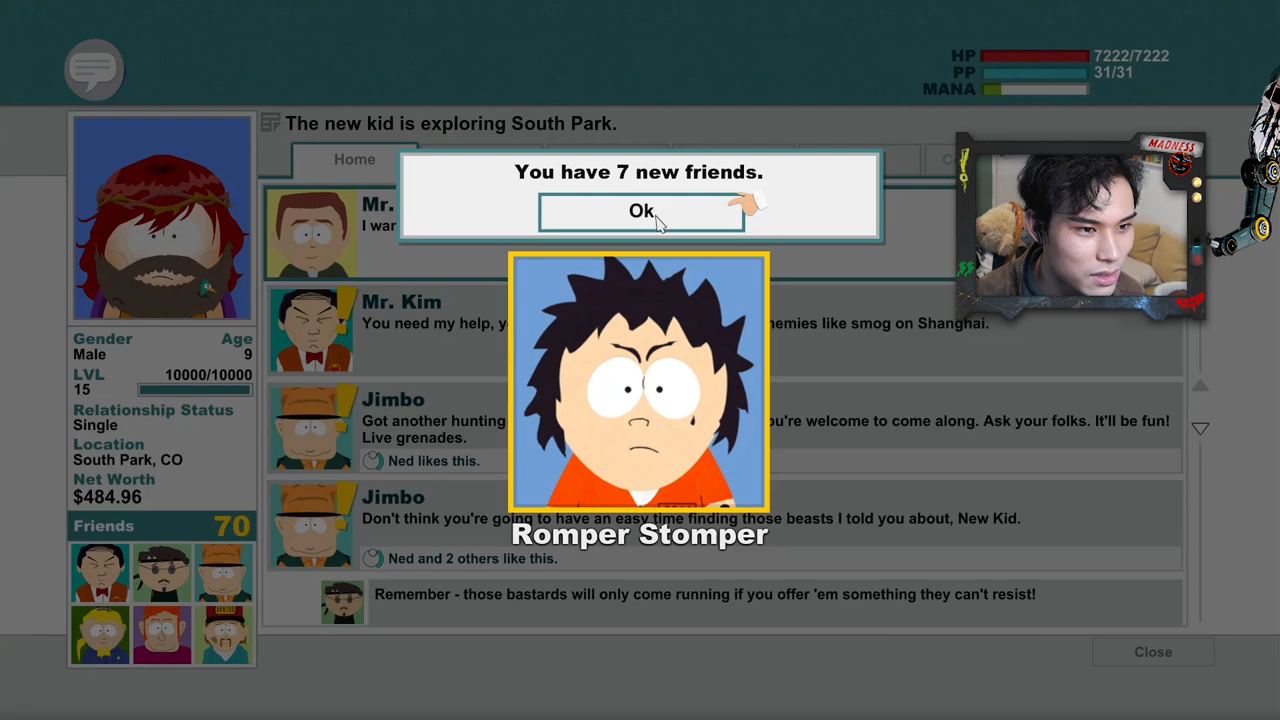 HP 7222/7222
PP 31/31
MANA
The new kid is exploring South Park.
Home
You have 7 new friends.
Ok
MADNESS
Mr.
I war
Mr. Kim
You need my help, y
nemies like smog on Shanghai.
Jimbo
Got another hunting
ou're welcome to come along. Ask your folks. It'll be fun!
Live grenades.
Ned likes this.
Jimbo
Don't think you're going to have an easy time finding those beasts I told you about, New Kid.
Ned and 2 others like this.
Remember - those bastards will only come running if you offer 'em something they can't resist!
Romper Stomper
Gender Age
Male 9
LVL 10000/10000
15
Relationship Status
Single
Location
South Park, CO
Net Worth
$484.96
Friends 70
Close